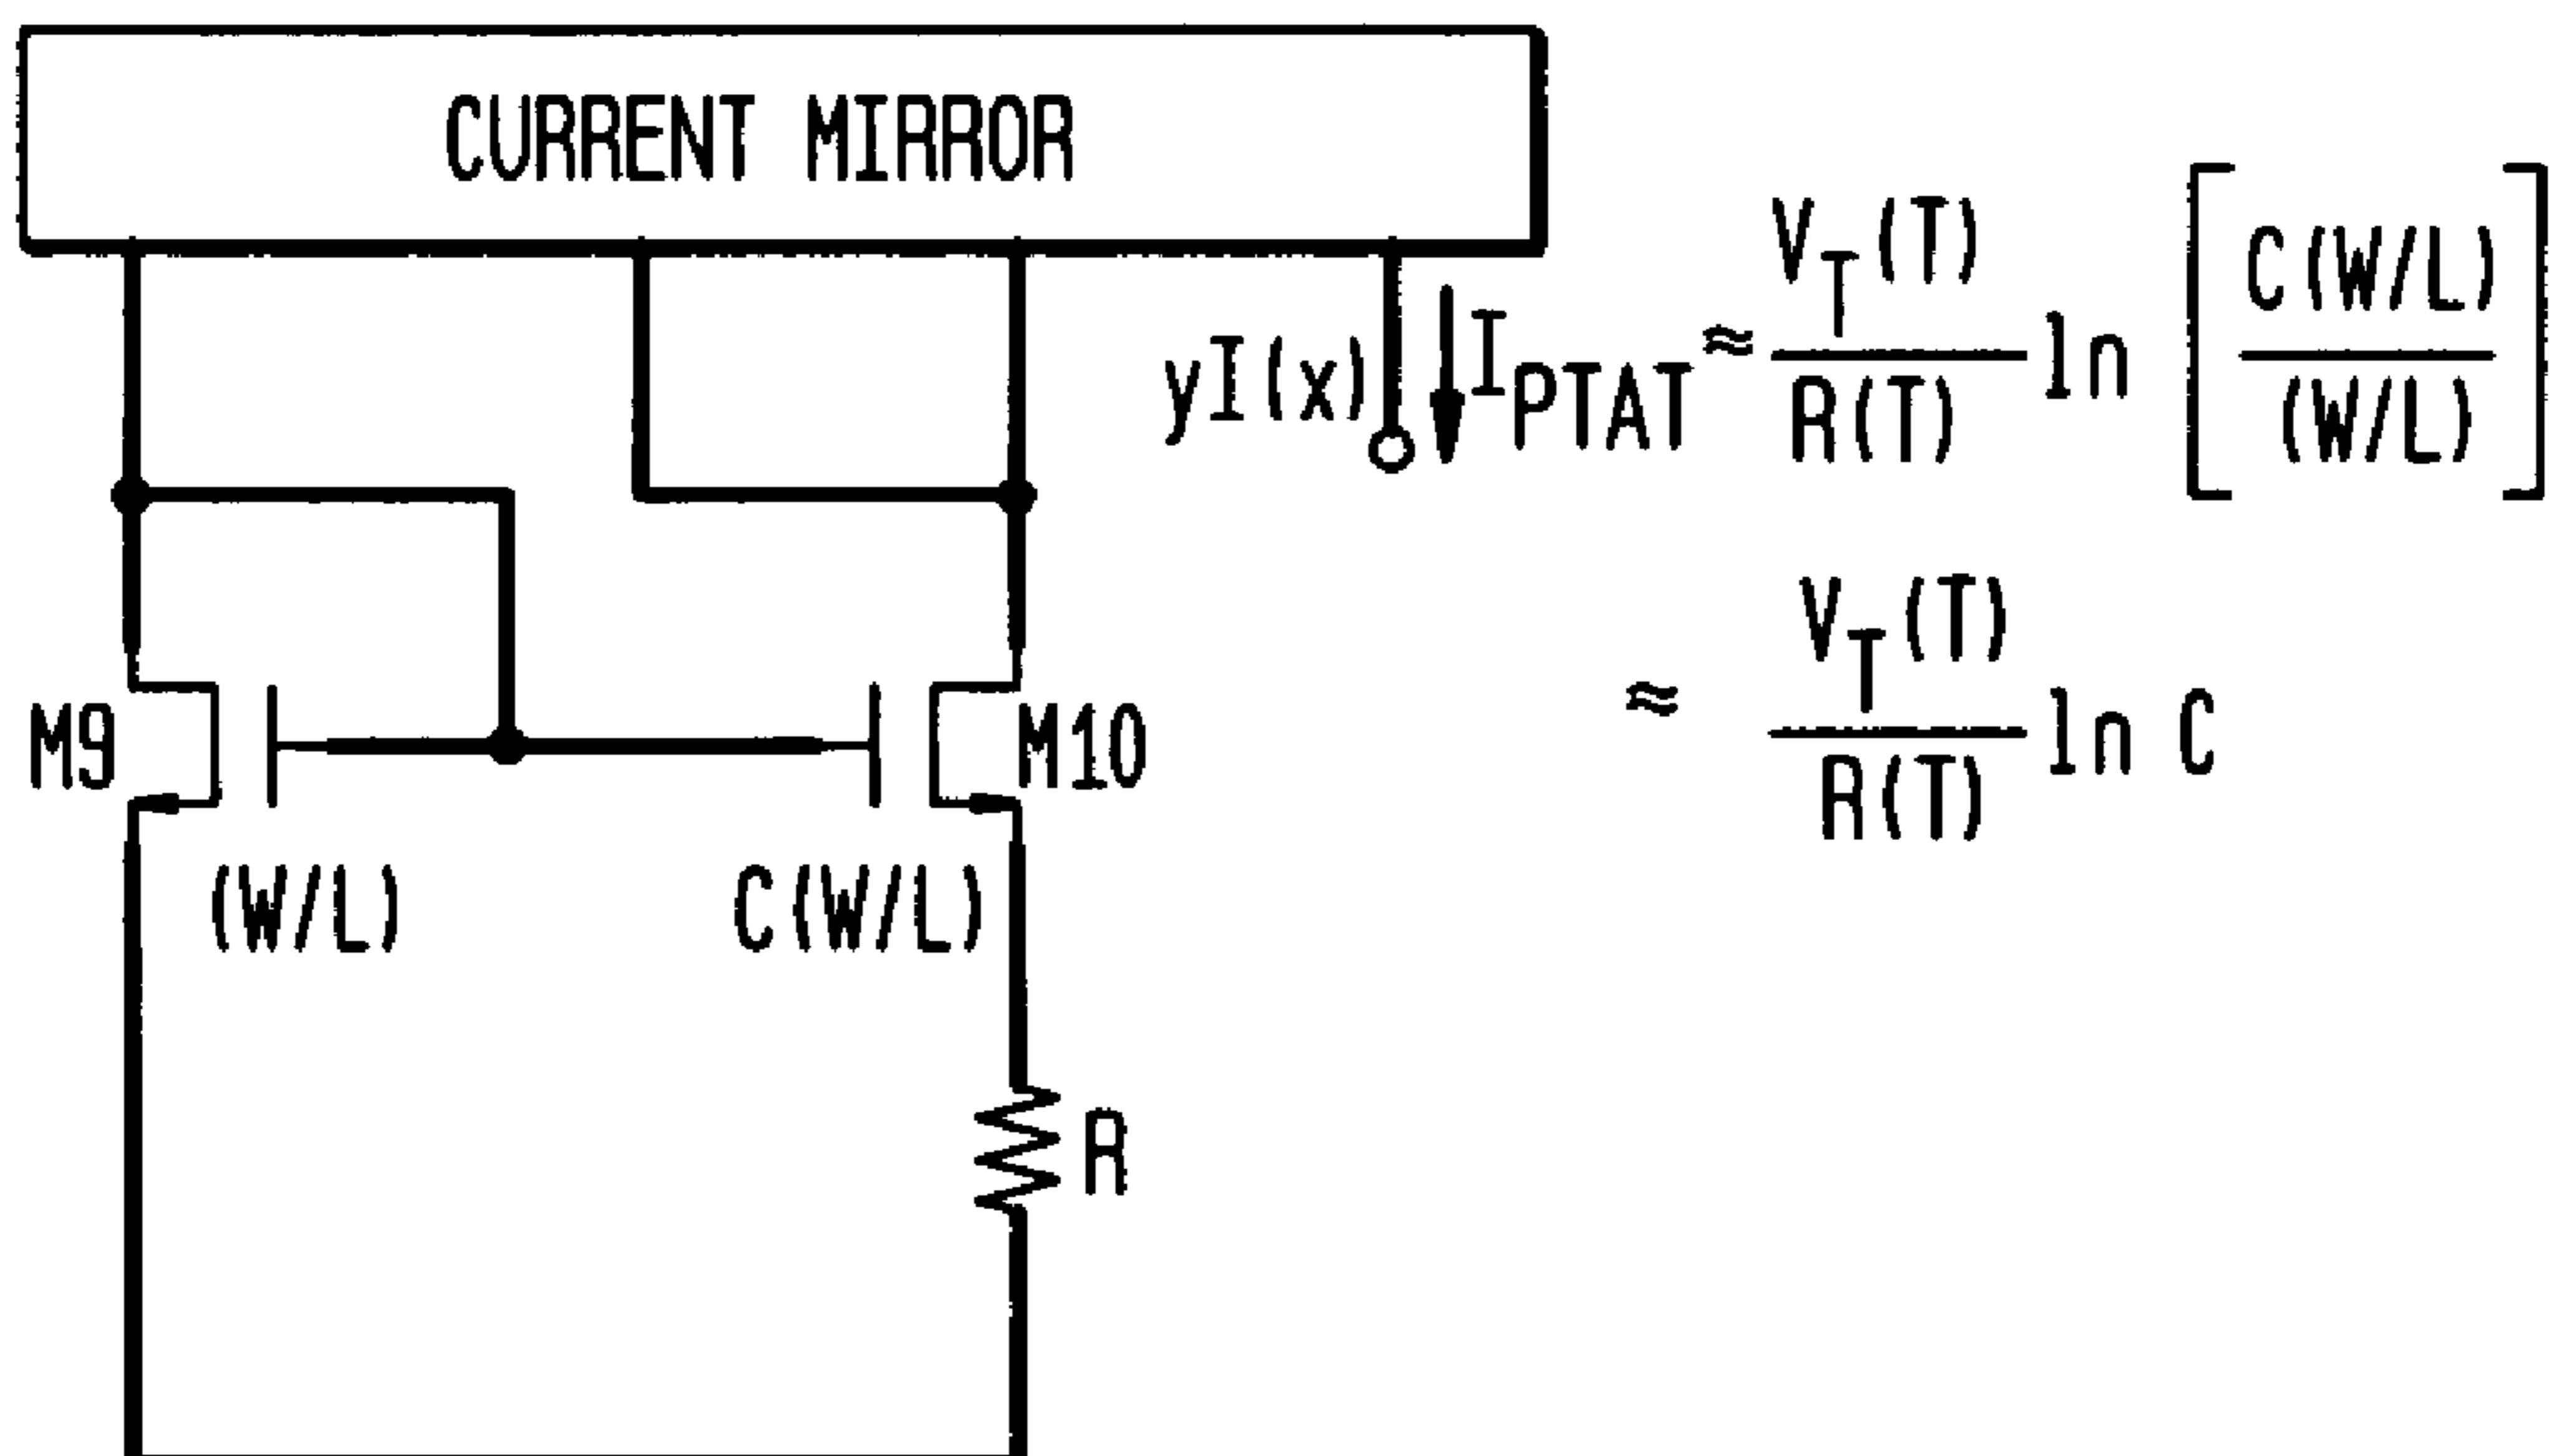 CURRENT MIRROR
yI(x)
I_PTAT ≈ V_T(T) / R(T) ln [C(W/L) / (W/L)]
≈ V_T(T) / R(T) ln C
M9
M10
(W/L)
C(W/L)
R